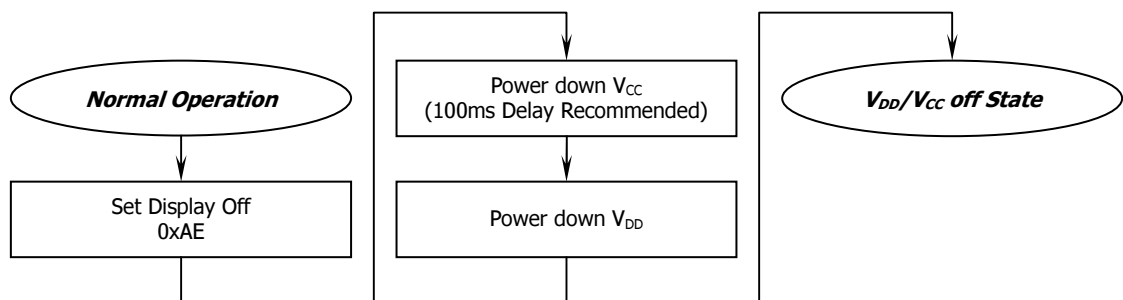 Normal Operation
Set Display Off
0xAE
Power down VCC
(100ms Delay Recommended)
Power down VDD
VDD/VCC off State